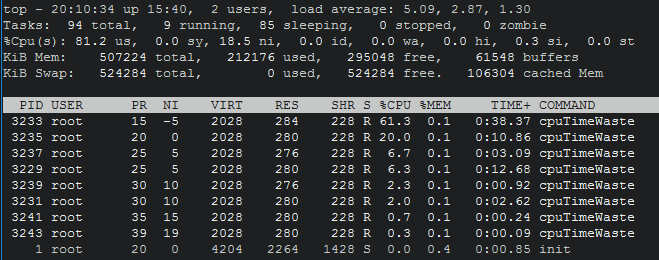 top - 20:10:34 up 15:40,  2 users,  load average: 5.09, 2.87, 1.30
Tasks:  94 total,   9 running,  85 sleeping,   0 stopped,   0 zombie
%Cpu(s): 81.2 us,  0.0 sy, 18.5 ni,  0.0 id,  0.0 wa,  0.0 hi,  0.3 si,  0.0 st
KiB Mem:    507224 total,   212176 used,   295048 free,    61548 buffers
KiB Swap:   524284 total,        0 used,   524284 free.   106304 cached Mem
PID USER      PR  NI    VIRT    RES    SHR S %CPU %MEM     TIME+ COMMAND
3233 root      15  -5    2028    284    228 R 61.3  0.1   0:38.37 cpuTimeWaste
3235 root      20   0    2028    280    228 R 20.0  0.1   0:10.86 cpuTimeWaste
3237 root      25   5    2028    276    228 R  6.7  0.1   0:03.09 cpuTimeWaste
3229 root      25   5    2028    280    228 R  6.3  0.1   0:12.68 cpuTimeWaste
3239 root      30  10    2028    276    228 R  2.3  0.1   0:00.92 cpuTimeWaste
3231 root      30  10    2028    280    228 R  2.0  0.1   0:02.62 cpuTimeWaste
3241 root      35  15    2028    280    228 R  0.7  0.1   0:00.24 cpuTimeWaste
3243 root      39  19    2028    280    228 R  0.3  0.1   0:00.09 cpuTimeWaste
1 root      20   0    4204   2264   1428 S  0.0  0.4   0:00.85 init